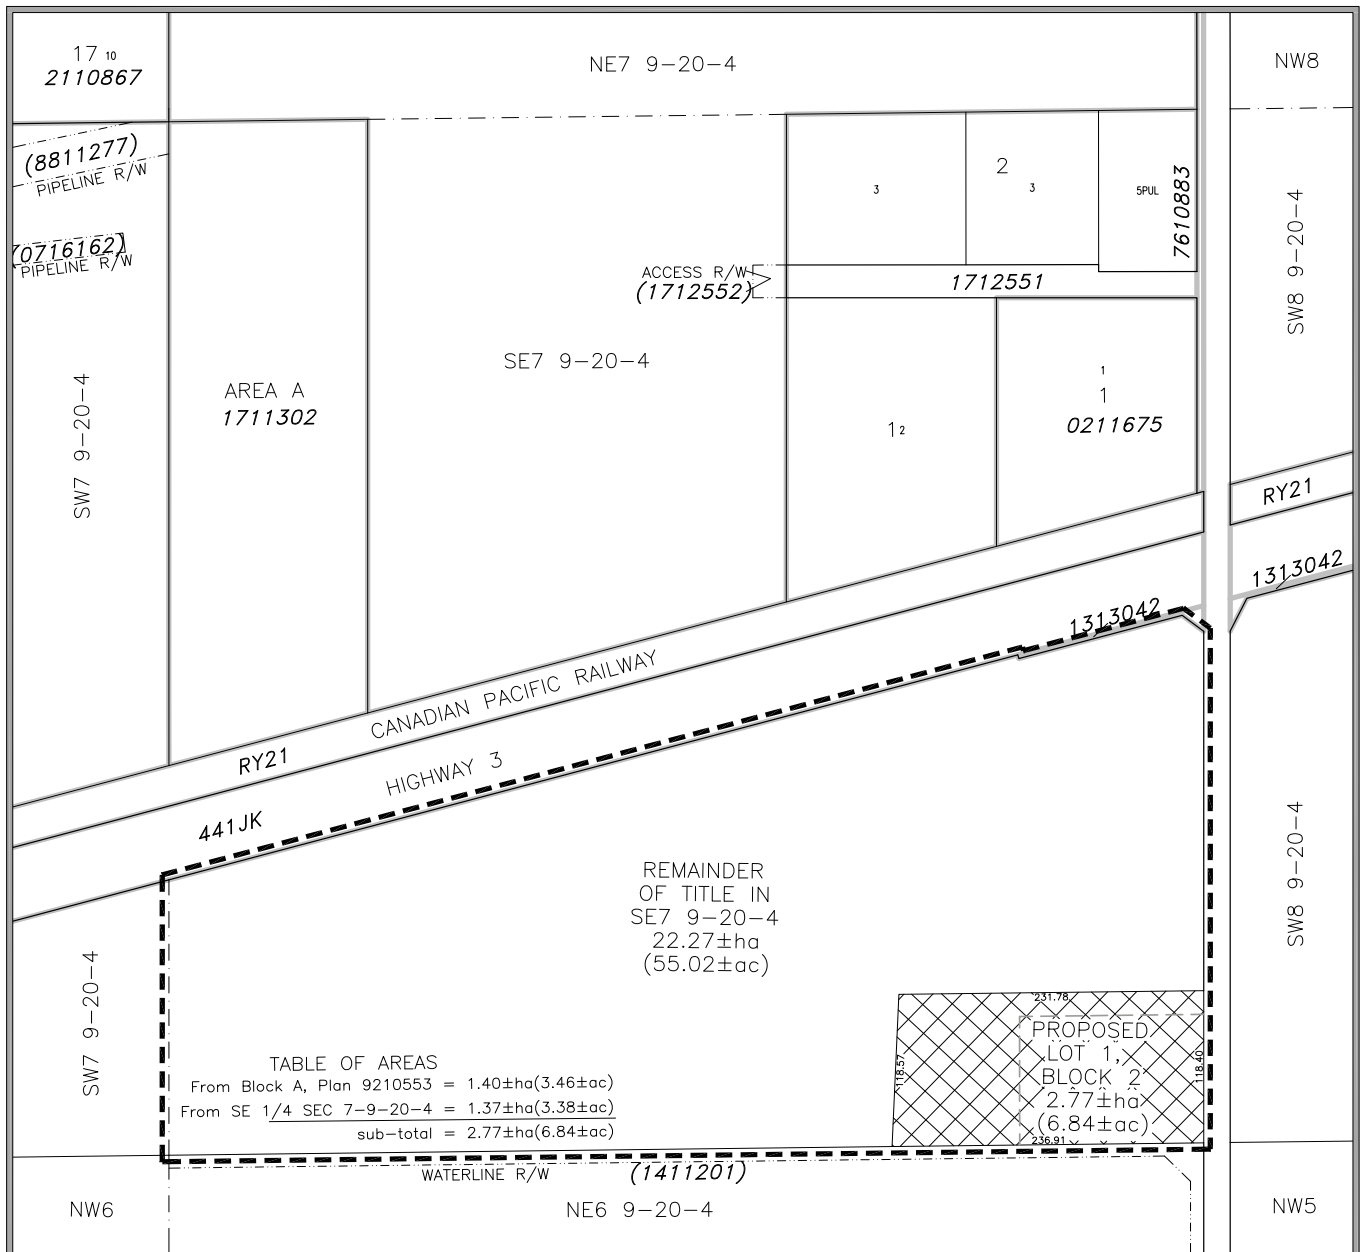 17 10
2110867
NE7 9-20-4
NW8
(8811277)
PIPELINE R/W
(0716162)
PIPELINE R/W
3
2
3
5PUL
7610883
SW8 9-20-4
ACCESS R/W
(1712552)
1712551
SE7 9-20-4
SW7 9-20-4
AREA A
1711302
1 2
1
1
0211675
RY21
1313042
1313042
CANADIAN PACIFIC RAILWAY
RY21
HIGHWAY 3
441JK
REMAINDER
OF TITLE IN
SE7 9-20-4
22.27±ha
(55.02±ac)
SW8 9-20-4
SW7 9-20-4
231.78
118.57
118.40
PROPOSED
LOT 1,
BLOCK 2
2.77±ha
(6.84±ac)
236.91
TABLE OF AREAS
From Block A, Plan 9210553 = 1.40±ha(3.46±ac)
From SE 1/4 SEC 7-9-20-4 = 1.37±ha(3.38±ac)
sub-total = 2.77±ha(6.84±ac)
WATERLINE R/W (1411201)
NW6
NE6 9-20-4
NW5